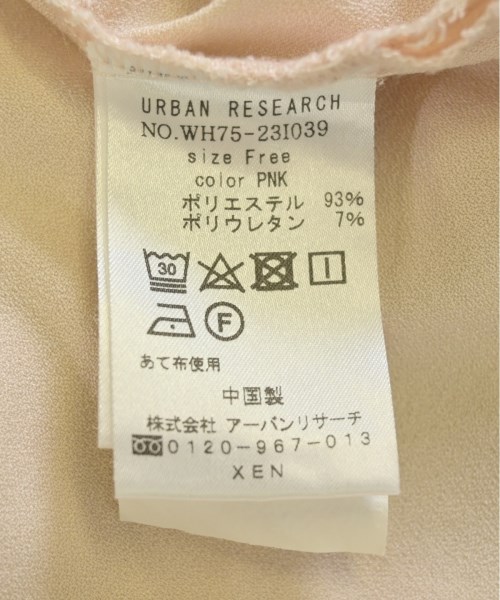 URBAN RESEARCH
NO.WH75-23I039
size Free
color PNK
ポリエステル 93%
ポリウレタン 7%
30
F
あて布使用
中国製
株式会社 アーバンリサーチ
0120-967-013
XEN